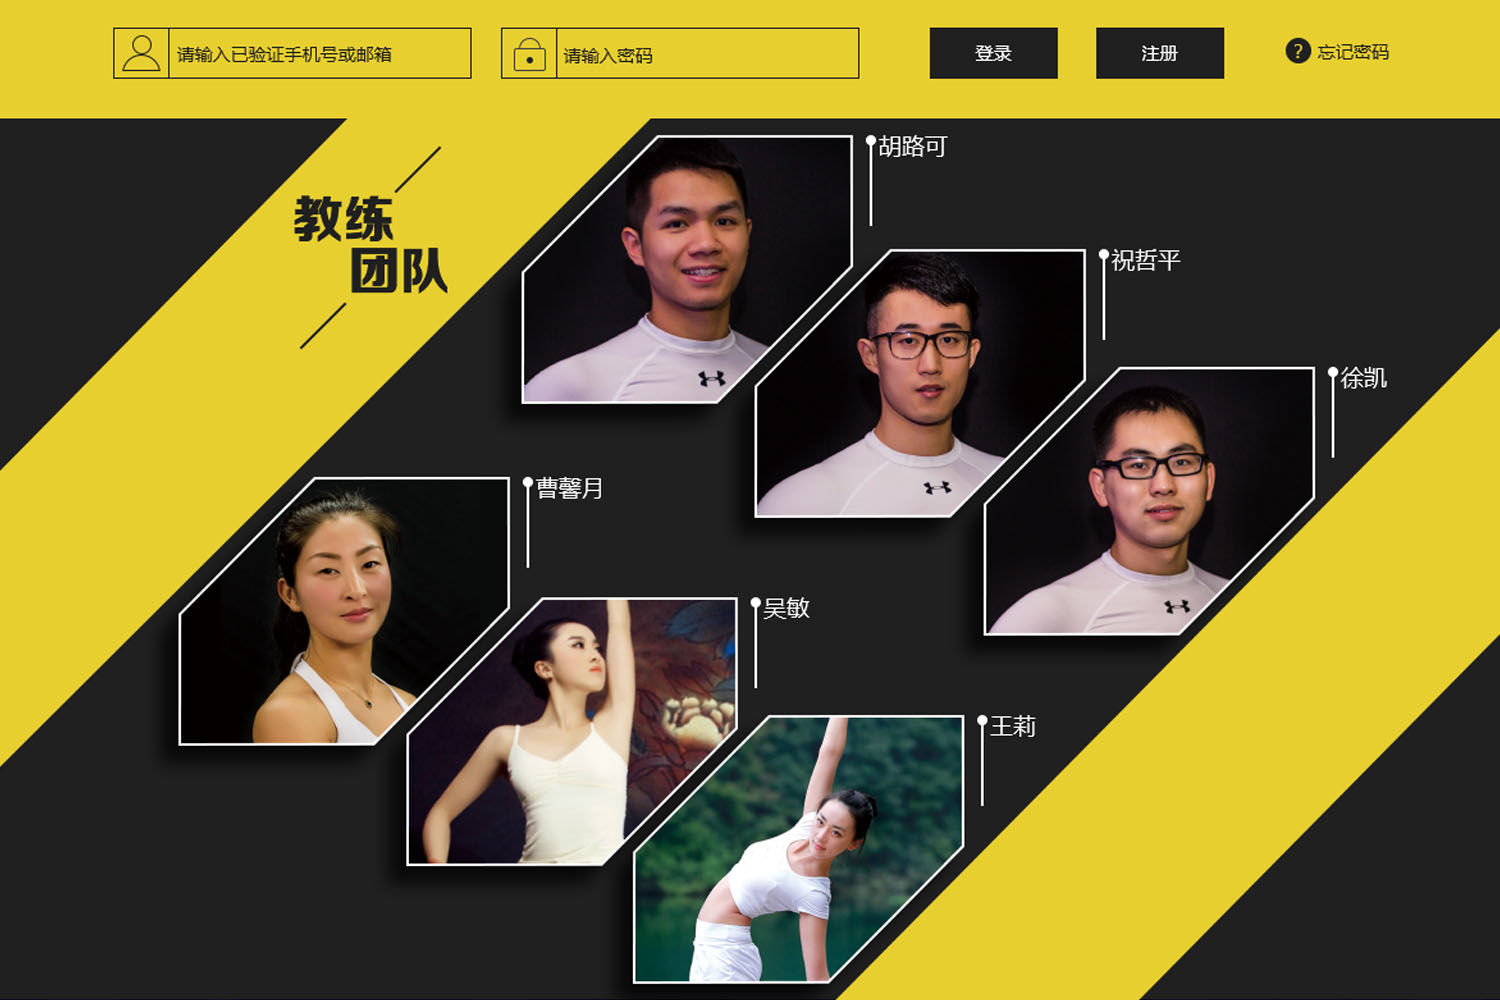 请输入已验证手机号或邮箱
请输入密码
登录
注册
? 忘记密码
教练
团队
胡路可
祝哲平
徐凯
曹馨月
吴敏
王莉